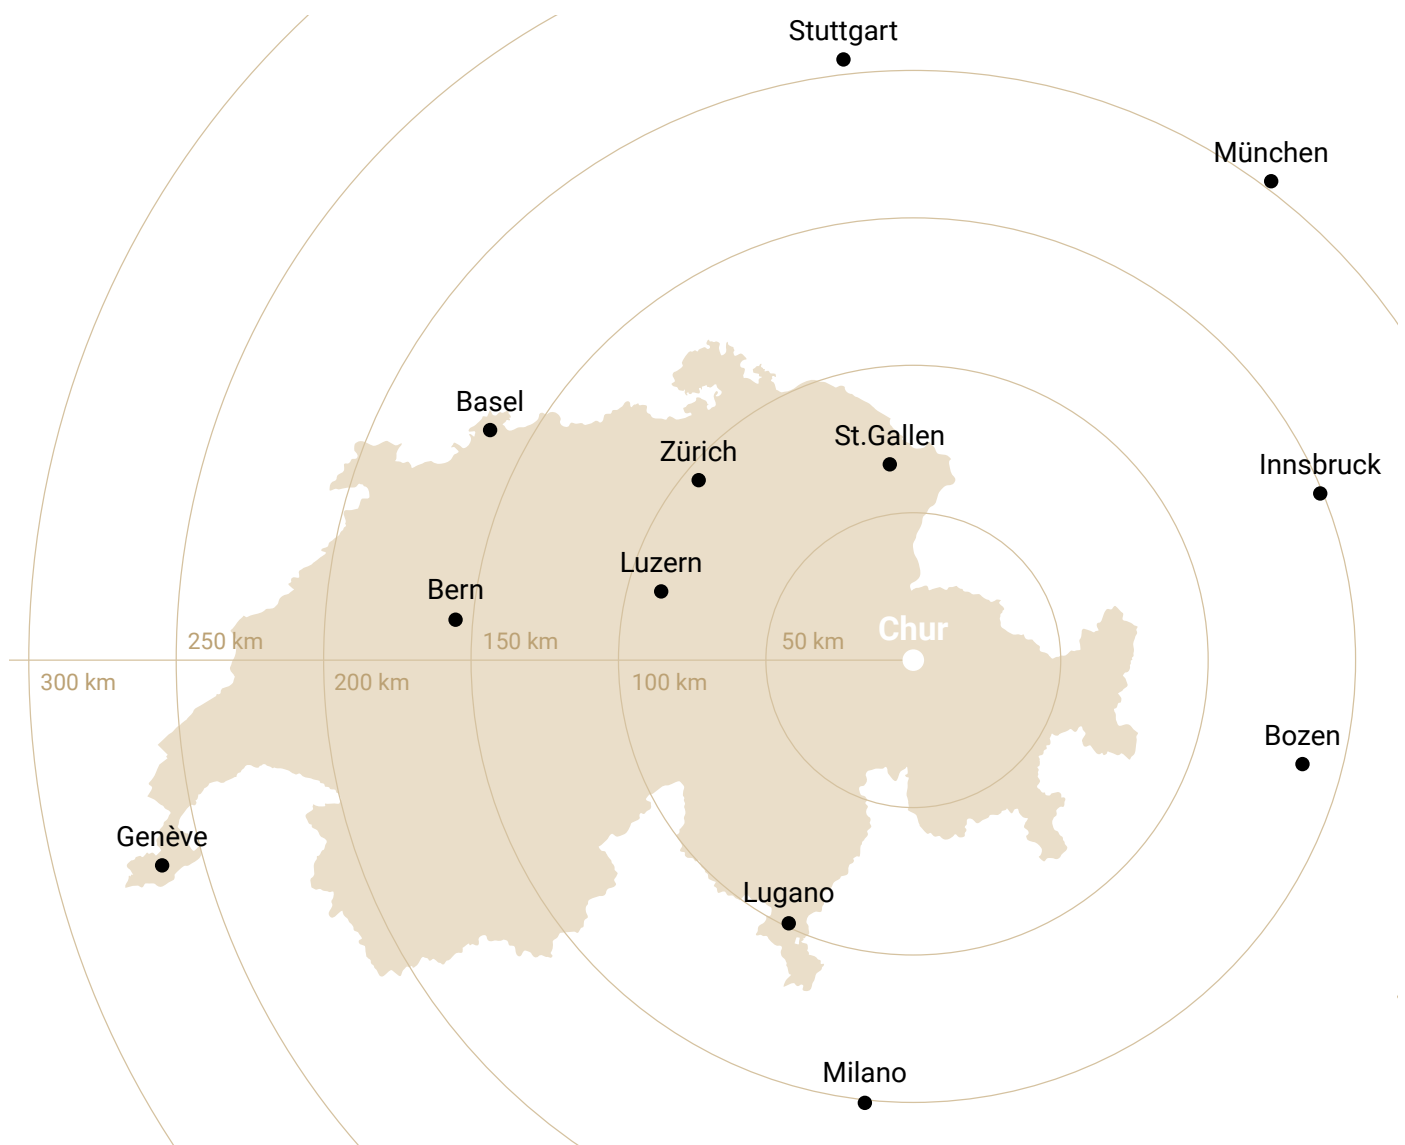 Stuttgart
München
Basel
St.Gallen
Zürich
Innsbruck
Luzern
Bern
Chur
250 km
150 km
50 km
300 km
200 km
100 km
Bozen
Genève
Lugano
Milano